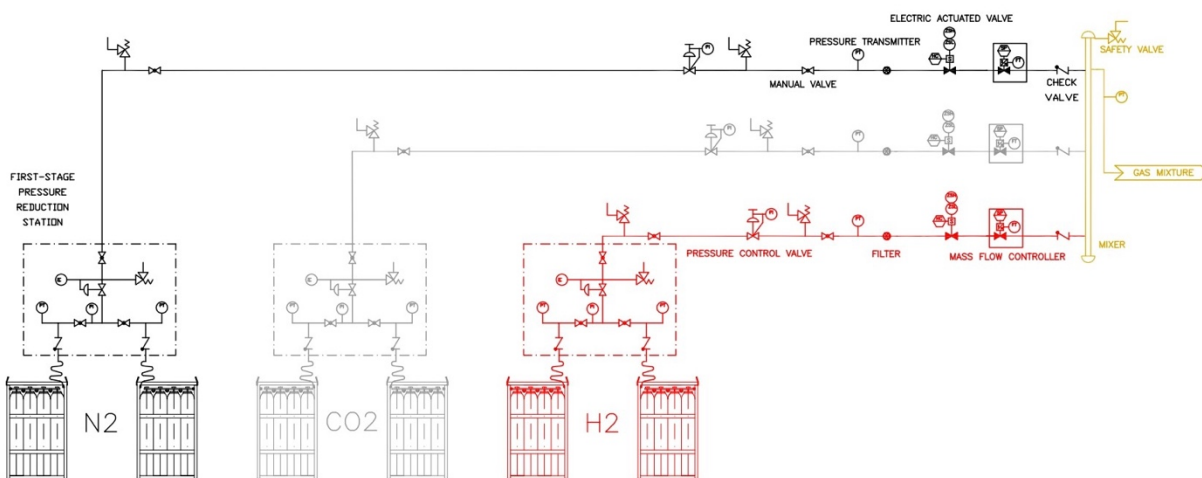 ELECTRIC ACTUATED VALVE
PRESSURE TRANSMITTER
SAFETY VALVE
MANUAL VALVE
CHECK
VALVE
FIRST-STAGE
PRESSURE
REDUCTION
STATION
GAS MIXTURE
PRESSURE CONTROL VALVE
FILTER
MASS FLOW CONTROLLER
MIXER
N2
CO2
H2